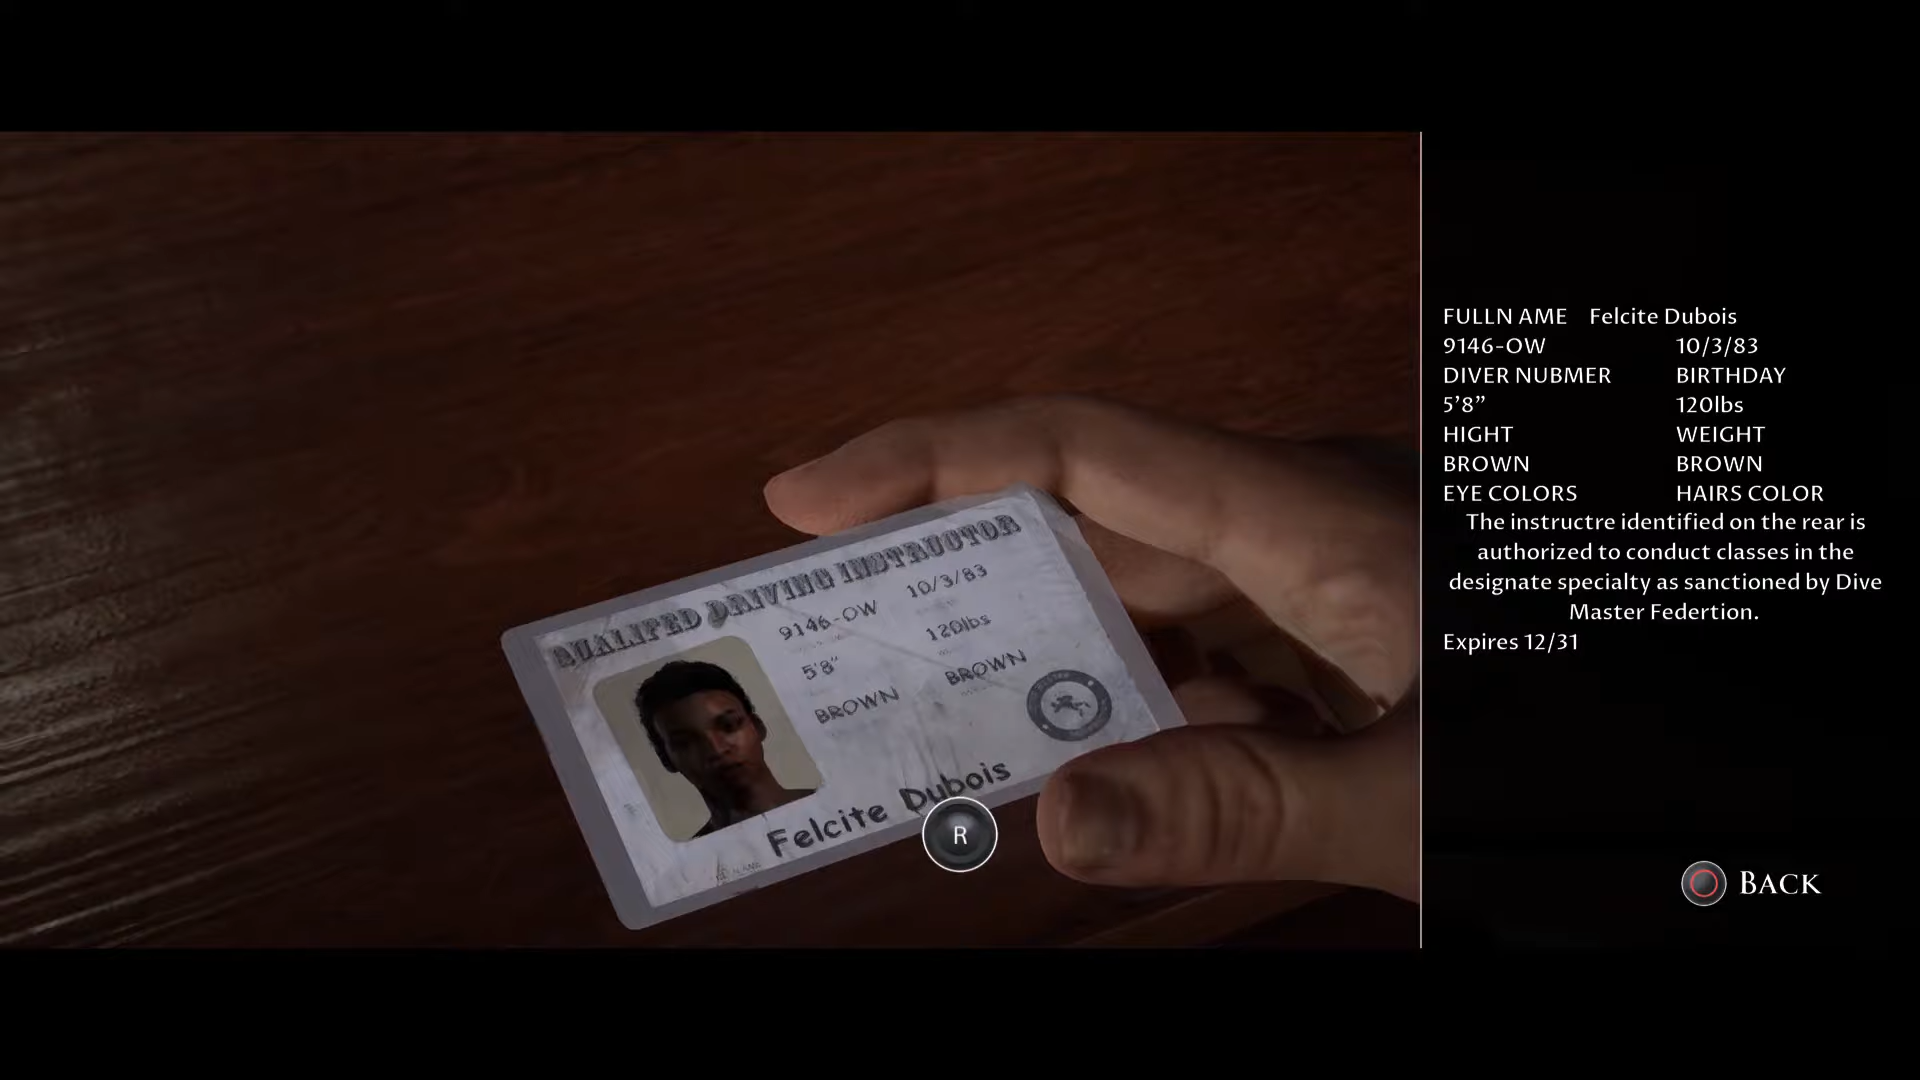 QUALIFED DRIVING INSTRUCTOR
9146-OW 10/3/83
5'8" 120lbs
BROWN BROWN
Felcite Dubois
R
FULLN AME Felcite Dubois
9146-OW 10/3/83
DIVER NUBMER BIRTHDAY
5'8” 120lbs
HIGHT WEIGHT
BROWN BROWN
EYE COLORS HAIRS COLOR
The instructre identified on the rear is
authorized to conduct classes in the
designate specialty as sanctioned by Dive
Master Federtion.
Expires 12/31
BACK